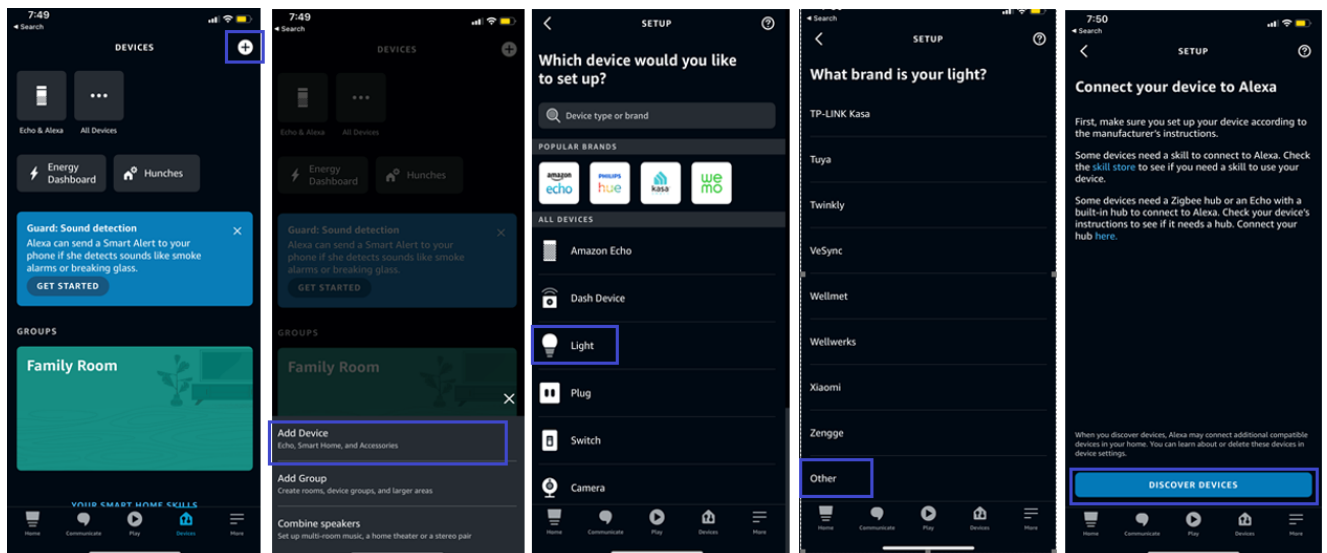 7:49
◂ Search
DEVICES
Echo & Alexa
All Devices
Energy
Dashboard
Hunches
Guard: Sound detection
Alexa can send a Smart Alert to your
phone if she detects sounds like smoke
alarms or breaking glass.
GET STARTED
GROUPS
Family Room
YOUR SMART HOME SKILLS
Home
Communicate
Play
Devices
More
7:49
◂ Search
DEVICES
Echo & Alexa
All Devices
Energy
Dashboard
Hunches
Guard: Sound detection
Alexa can send a Smart Alert to your
phone if she detects sounds like smoke
alarms or breaking glass.
GET STARTED
GROUPS
Family Room
Add Device
Echo, Smart Home, and Accessories
Add Group
Create rooms, device groups, and larger areas
Combine speakers
Set up multi-room music, a home theater or a stereo pair
SETUP
Which device would you like
to set up?
Device type or brand
POPULAR BRANDS
amazon
echo
PHILIPS
hue
kasa
we
mo
ALL DEVICES
Amazon Echo
Dash Device
Light
Plug
Switch
Camera
Home
Communicate
Play
Devices
More
◂ Search
SETUP
What brand is your light?
TP-LINK Kasa
Tuya
Twinkly
VeSync
Wellmet
Wellwerks
Xiaomi
Zengge
Other
Home
Communicate
Play
Devices
More
7:50
◂ Search
SETUP
Connect your device to Alexa
First, make sure you set up your device according to
the manufacturer's instructions.
Some devices need a skill to connect to Alexa. Check
the skill store to see if you need a skill to use your
device.
Some devices need a Zigbee hub or an Echo with a
built-in hub to connect to Alexa. Check your device's
instructions to see if it needs a hub. Connect your
hub here.
When you discover devices, Alexa may connect additional compatible
devices in your home. You can learn about or delete these devices in
device settings.
DISCOVER DEVICES
Home
Communicate
Play
Devices
More